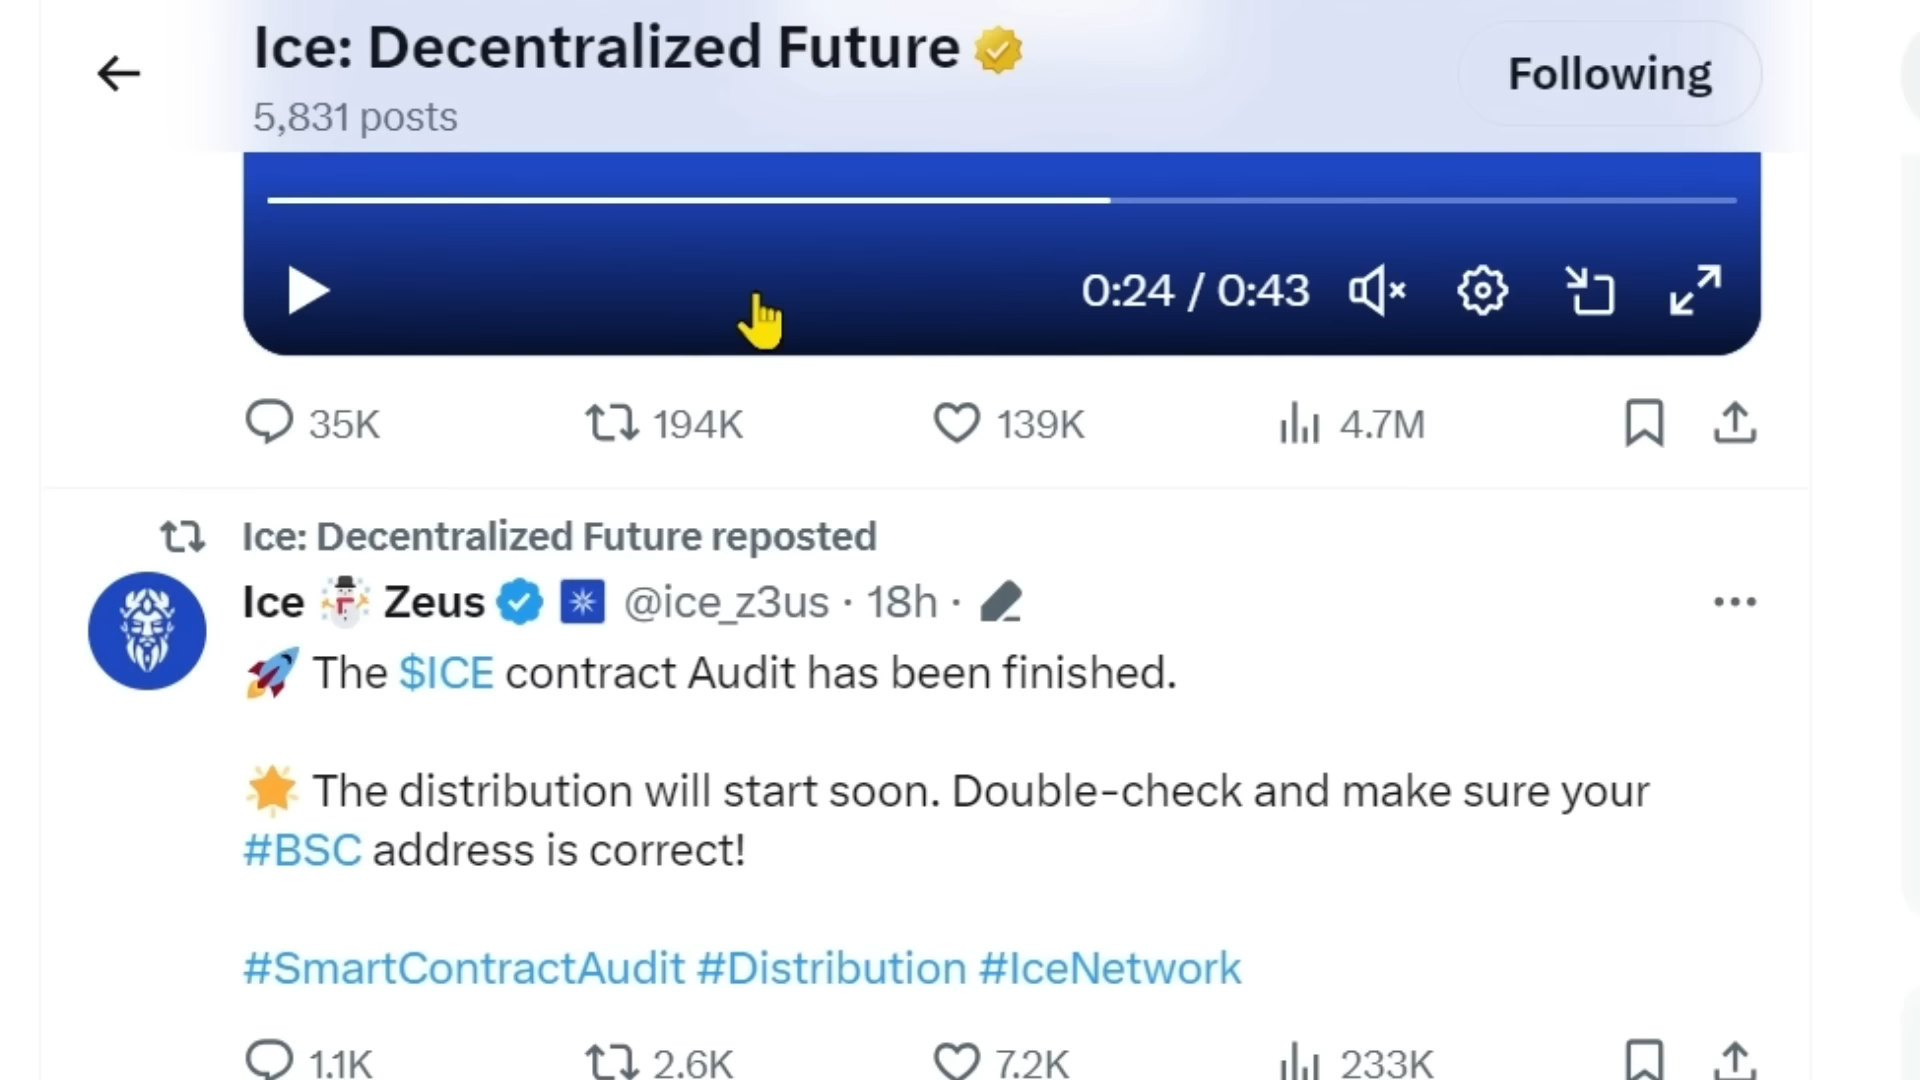 Ice: Decentralized Future
Following
5,831 posts
0:24 / 0:43
35K 194K 139K 4.7M
Ice: Decentralized Future reposted
Ice ☃️ Zeus @ice_z3us · 18h ·
🚀 The $ICE contract Audit has been finished.
🌟 The distribution will start soon. Double-check and make sure your
#BSC address is correct!
#SmartContractAudit #Distribution #IceNetwork
1.1K 2.6K 7.2K 233K